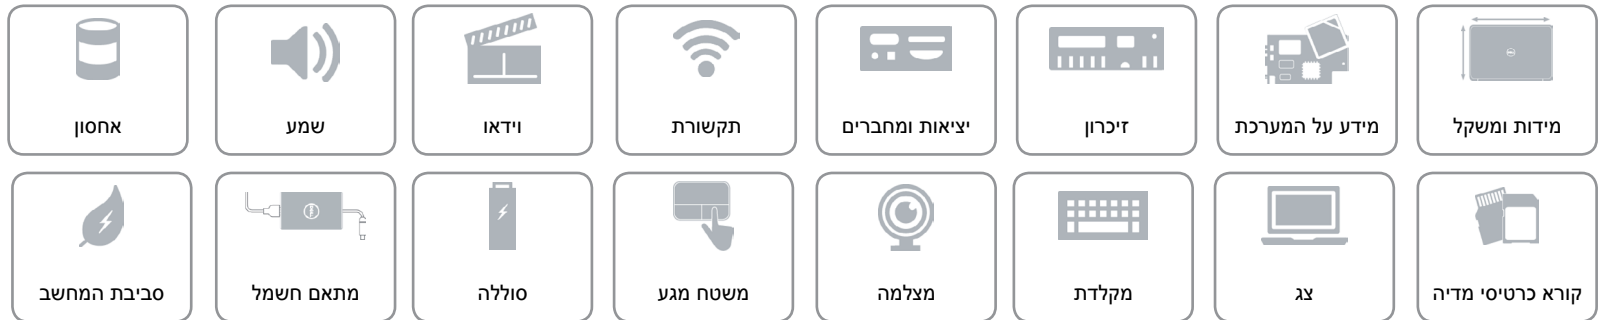 מידות ומשקל
מידע על המערכת
זיכרון
יציאות ומחברים
תקשורת
וידאו
שמע
אחסון
קורא כרטיסי מדיה
צג
מקלדת
מצלמה
משטח מגע
סוללה
מתאם חשמל
סביבת המחשב